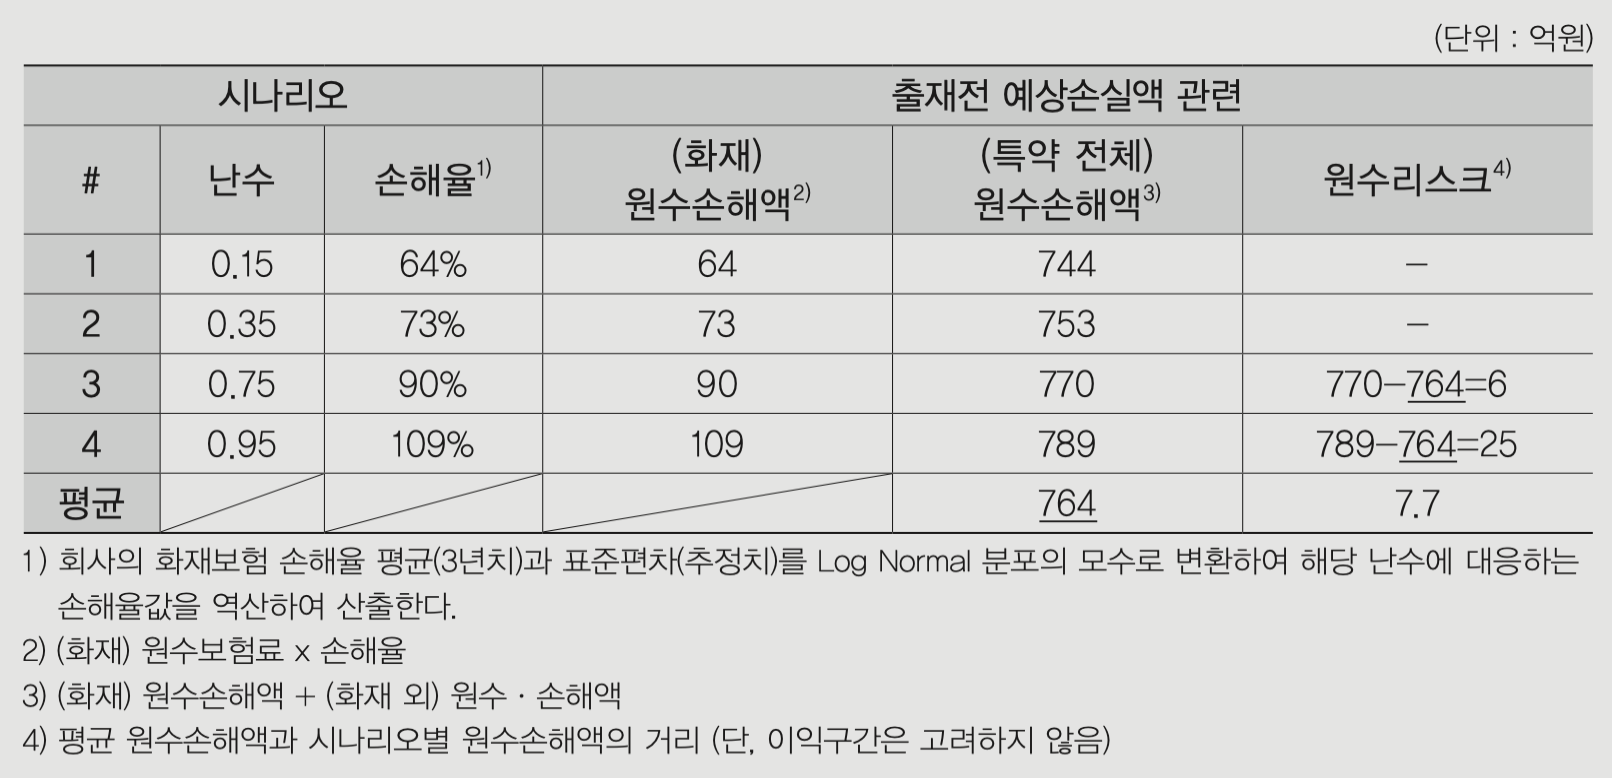 (단위 : 억원)
시나리오 출재전 예상손실액 관련
# 난수 손해율1) (화재) 원수손해액2) (특약 전체) 원수손해액3) 원수리스크4)
1 0.15 64% 64 744 –
2 0.35 73% 73 753 –
3 0.75 90% 90 770 770–764=6
4 0.95 109% 109 789 789–764=25
평균 764 7.7
1) 회사의 화재보험 손해율 평균(3년치)과 표준편차(추정치)를 Log Normal 분포의 모수로 변환하여 해당 난수에 대응하는
손해율값을 역산하여 산출한다.
2) (화재) 원수보험료 x 손해율
3) (화재) 원수손해액 + (화재 외) 원수 · 손해액
4) 평균 원수손해액과 시나리오별 원수손해액의 거리 (단, 이익구간은 고려하지 않음)